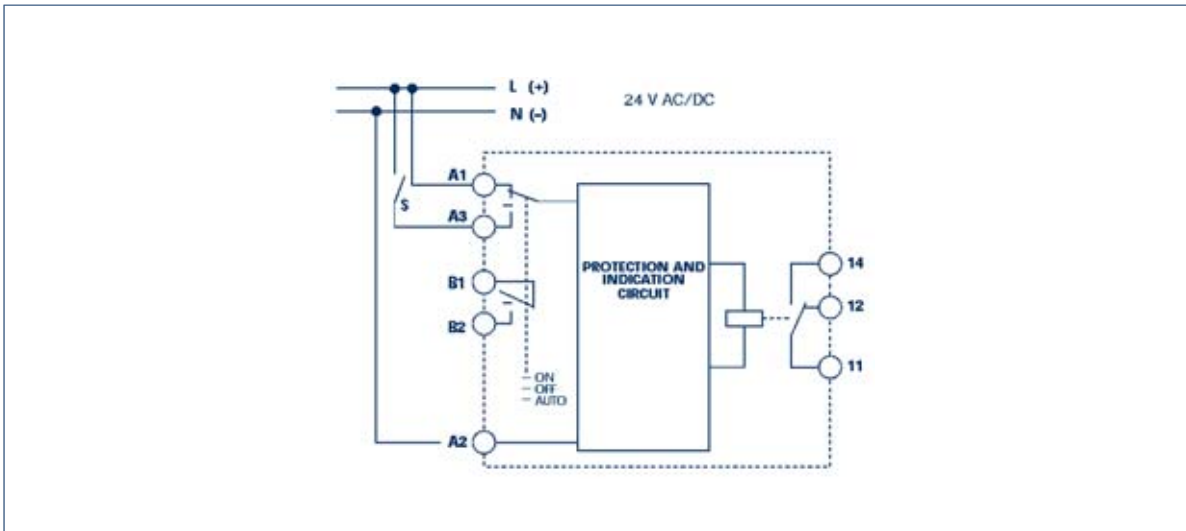 L (+)
24 V AC/DC
N (–)
A1
S
A3
PROTECTION AND
INDICATION
CIRCUIT
14
B1
12
B2
11
ON
OFF
AUTO
A2